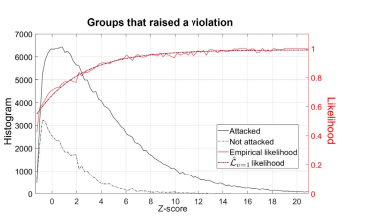 Groups that raised a violation
7000
6000
5000
4000
3000
2000
1000
0
Histogram
1
0.8
0.6
0.4
0.2
0
Likelihood
Attacked
Not attacked
Empirical likelihood
L̂ᵥ₌₁ likelihood
0 2 4 6 8 10 12 14 16 18 20
Z-score